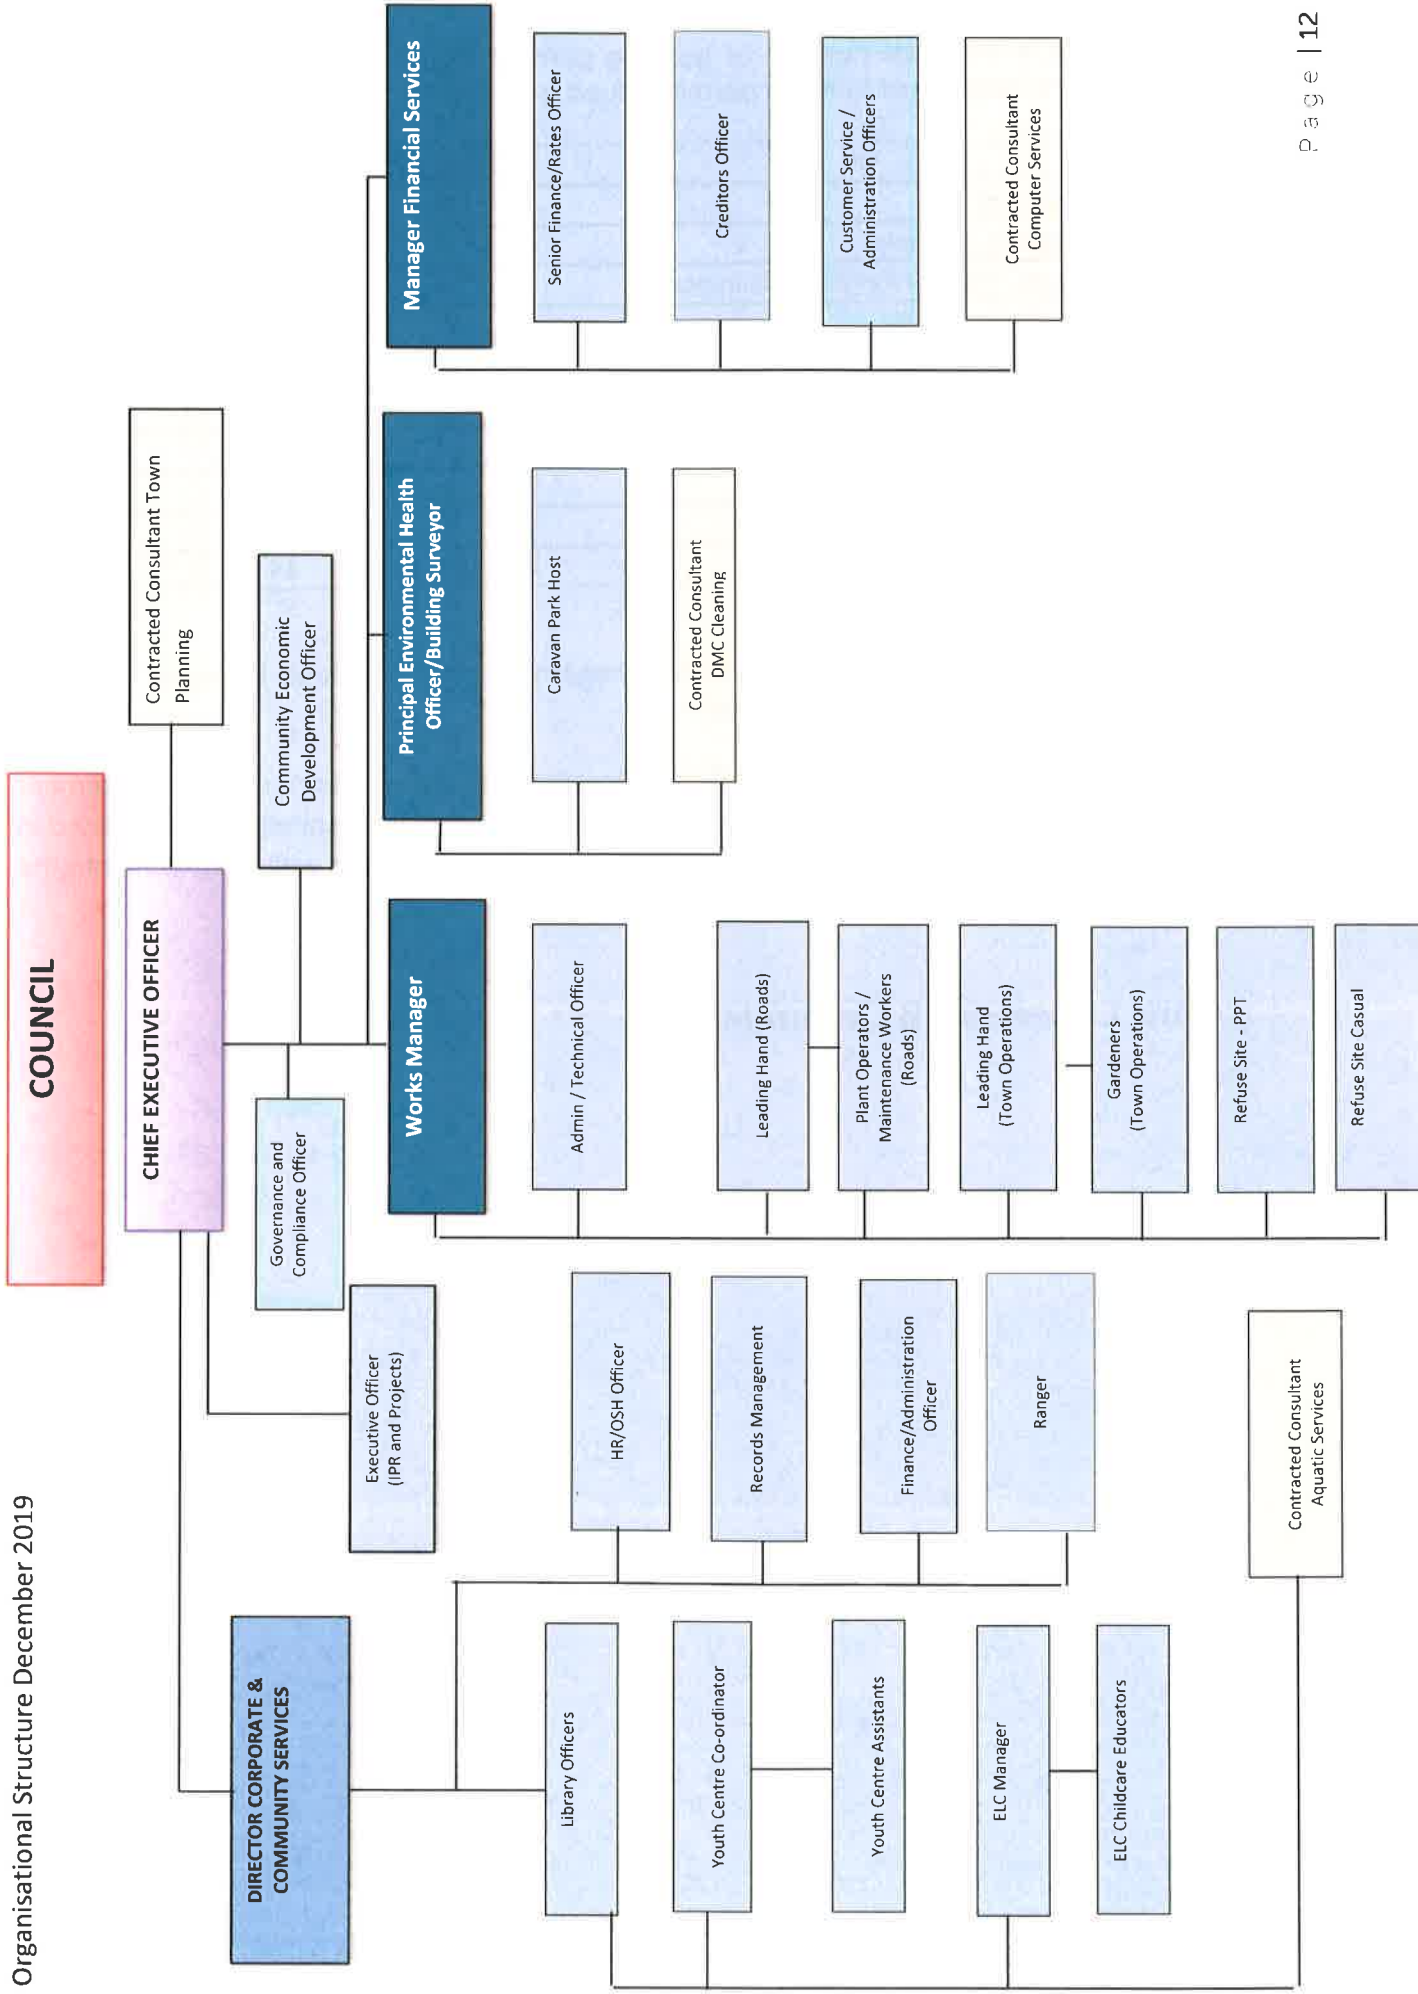 Organisational Structure December 2019
COUNCIL
CHIEF EXECUTIVE OFFICER
Contracted Consultant Town
Planning
Governance and
Compliance Officer
Community Economic
Development Officer
Executive Officer
(IPR and Projects)
DIRECTOR CORPORATE &
COMMUNITY SERVICES
Library Officers
Youth Centre Co-ordinator
Youth Centre Assistants
ELC Manager
ELC Childcare Educators
HR/OSH Officer
Records Management
Finance/Administration
Officer
Ranger
Contracted Consultant
Aquatic Services
Works Manager
Admin / Technical Officer
Leading Hand (Roads)
Plant Operators /
Maintenance Workers
(Roads)
Leading Hand
(Town Operations)
Gardeners
(Town Operations)
Refuse Site - PPT
Refuse Site Casual
Principal Environmental Health
Officer/Building Surveyor
Caravan Park Host
Contracted Consultant
DMC Cleaning
Manager Financial Services
Senior Finance/Rates Officer
Creditors Officer
Customer Service /
Administration Officers
Contracted Consultant
Computer Services
Page | 12